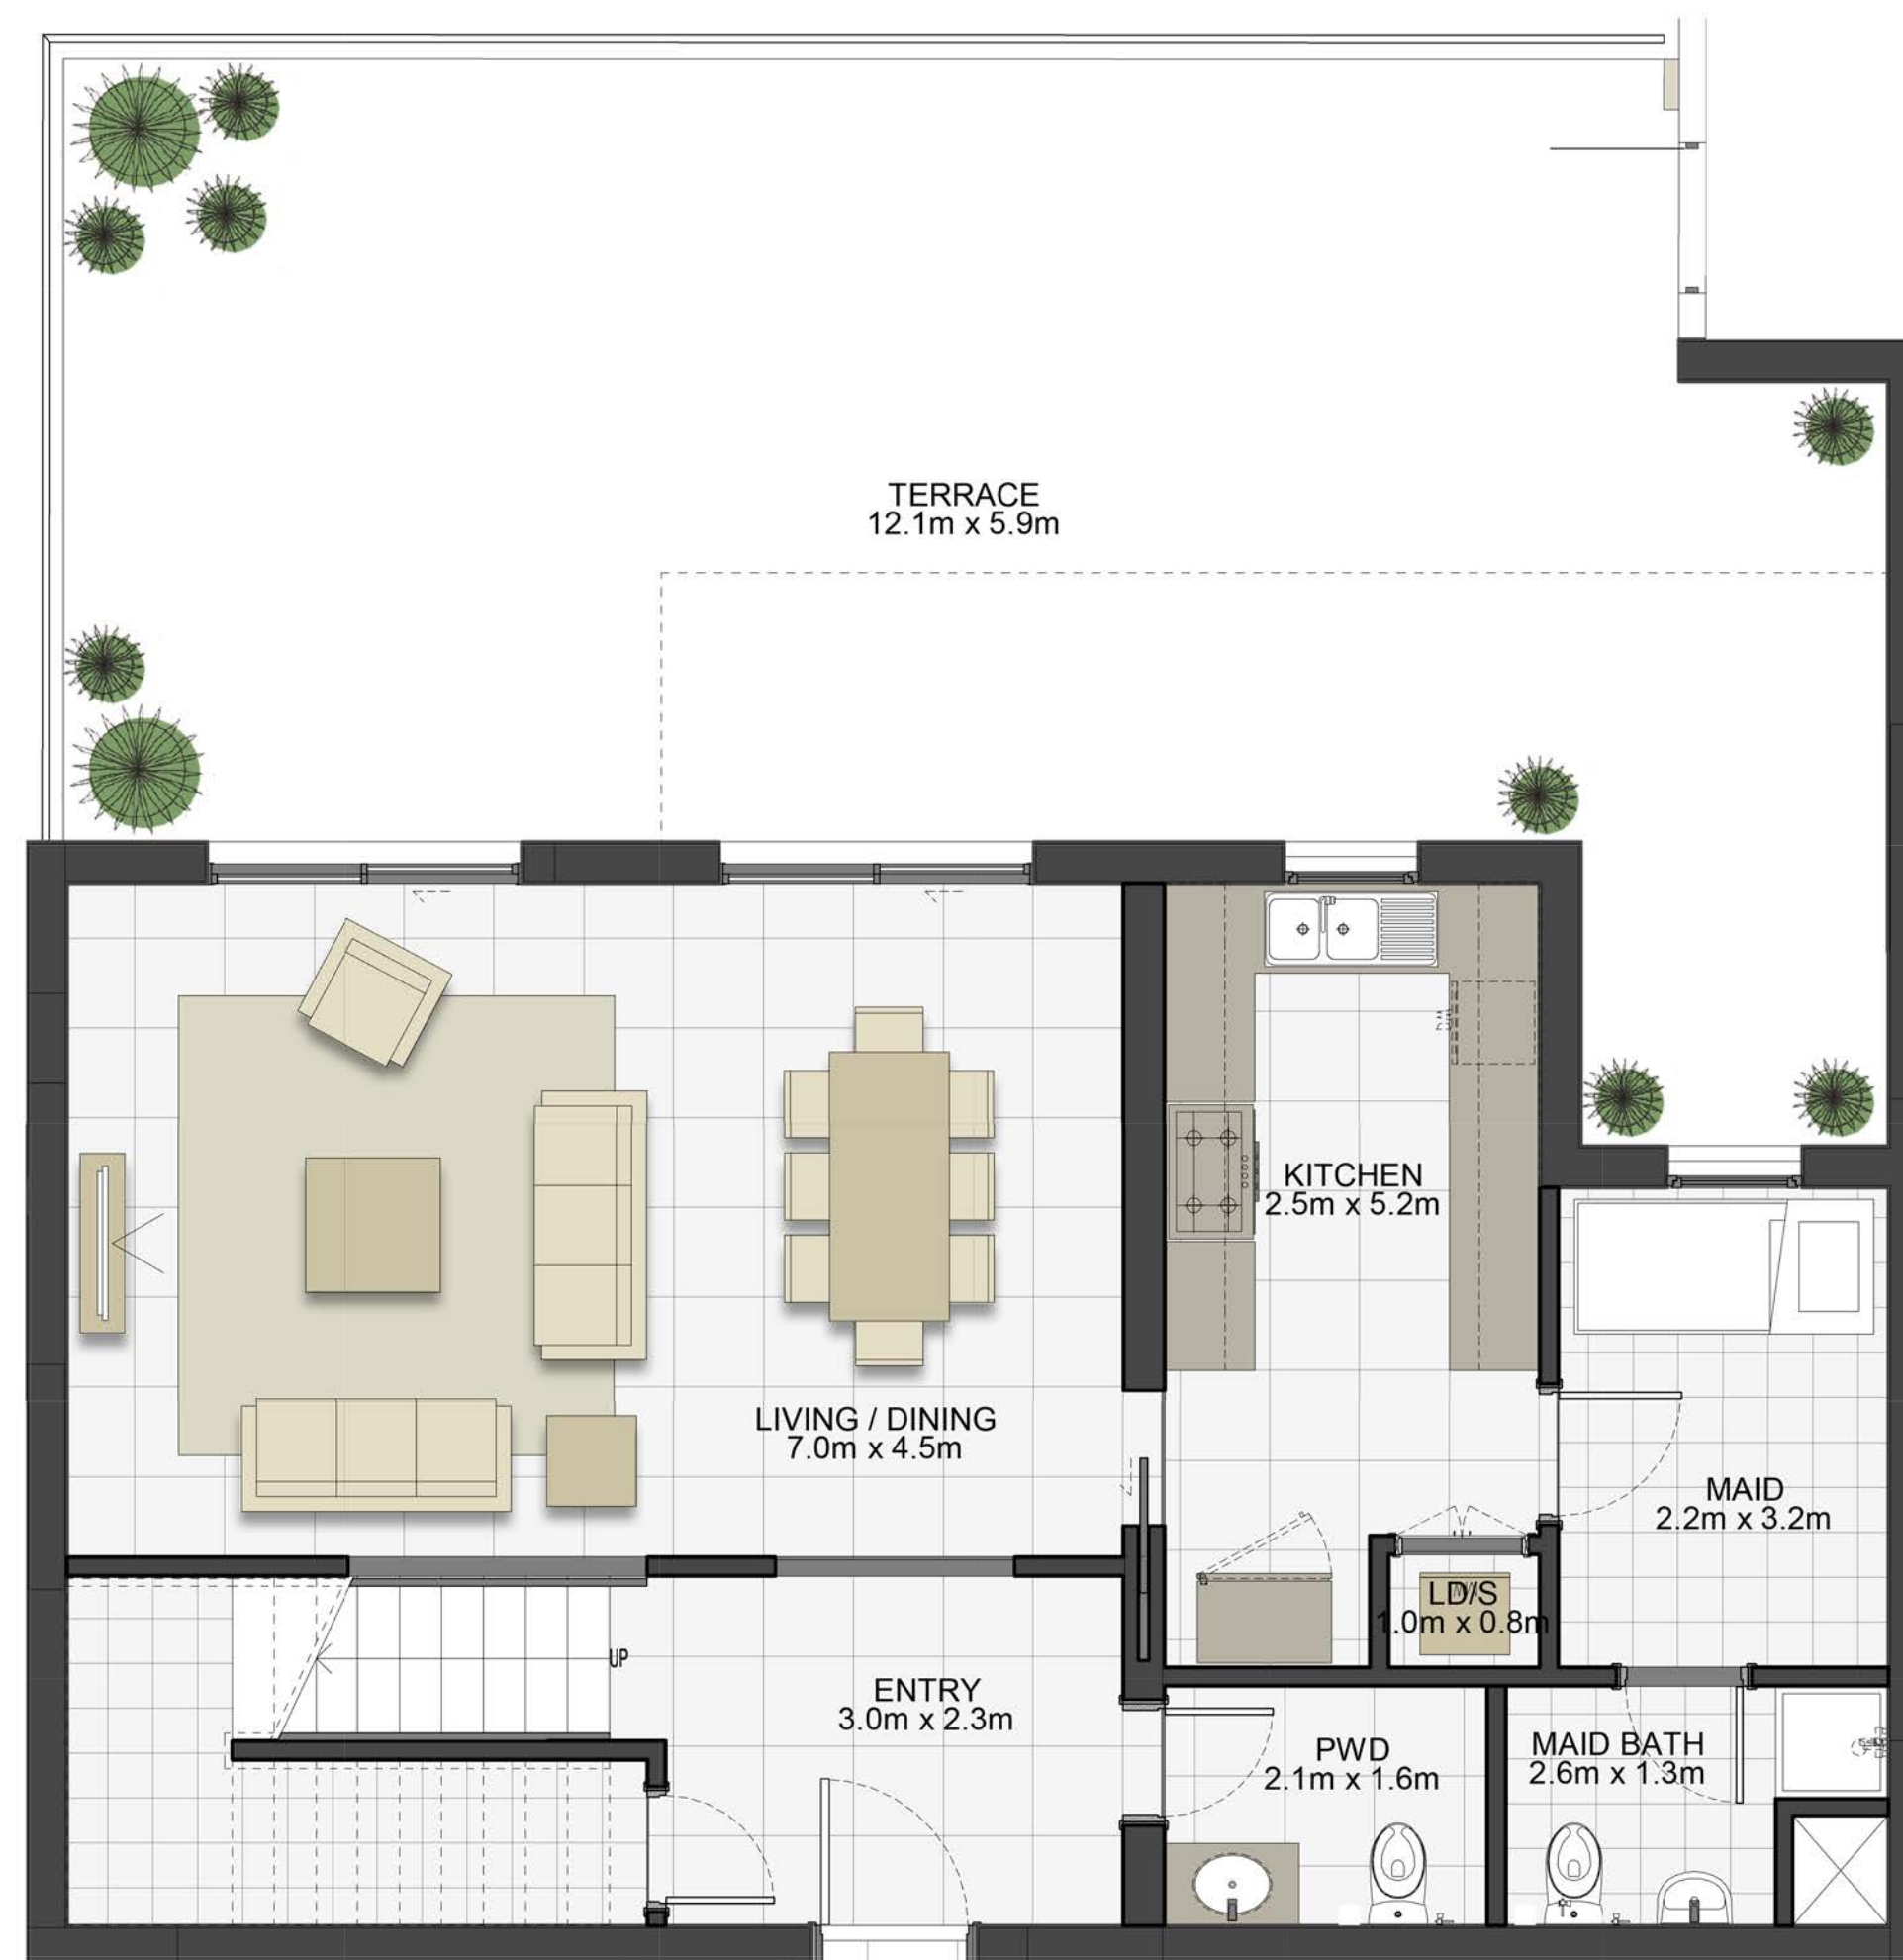 TERRACE
12.1m x 5.9m
KITCHEN
2.5m x 5.2m
LIVING / DINING
7.0m x 4.5m
MAID
2.2m x 3.2m
LD/S
1.0m x 0.8m
UP
ENTRY
3.0m x 2.3m
PWD
2.1m x 1.6m
MAID BATH
2.6m x 1.3m